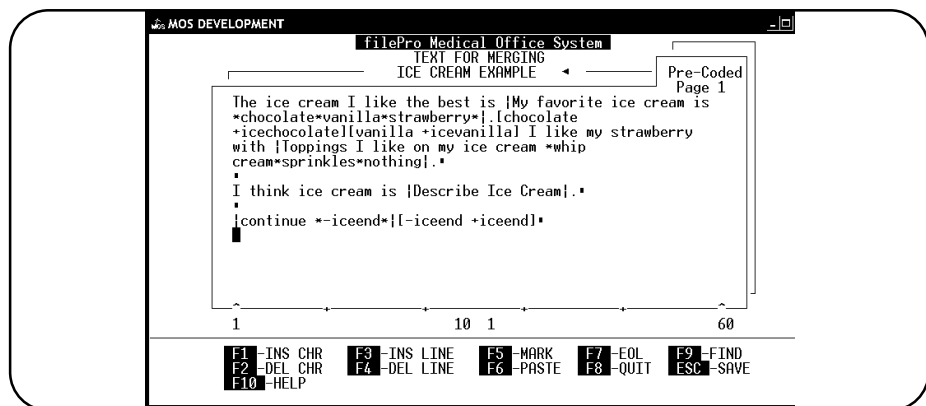 MOS MOS DEVELOPMENT
filePro Medical Office System
TEXT FOR MERGING
ICE CREAM EXAMPLE ◄
Pre-Coded
Page 1
The ice cream I like the best is |My favorite ice cream is
*chocolate*vanilla*strawberry*|.[chocolate
+icechocolate][vanilla +icevanilla] I like my strawberry
with |Toppings I like on my ice cream *whip
cream*sprinkles*nothing|.▪
▪
I think ice cream is |Describe Ice Cream|.▪
▪
|continue *-iceend*|[-iceend +iceend]▪
1 10 1 60
F1 -INS CHR F3 -INS LINE F5 -MARK F7 -EOL F9 -FIND
F2 -DEL CHR F4 -DEL LINE F6 -PASTE F8 -QUIT ESC -SAVE
F10 -HELP